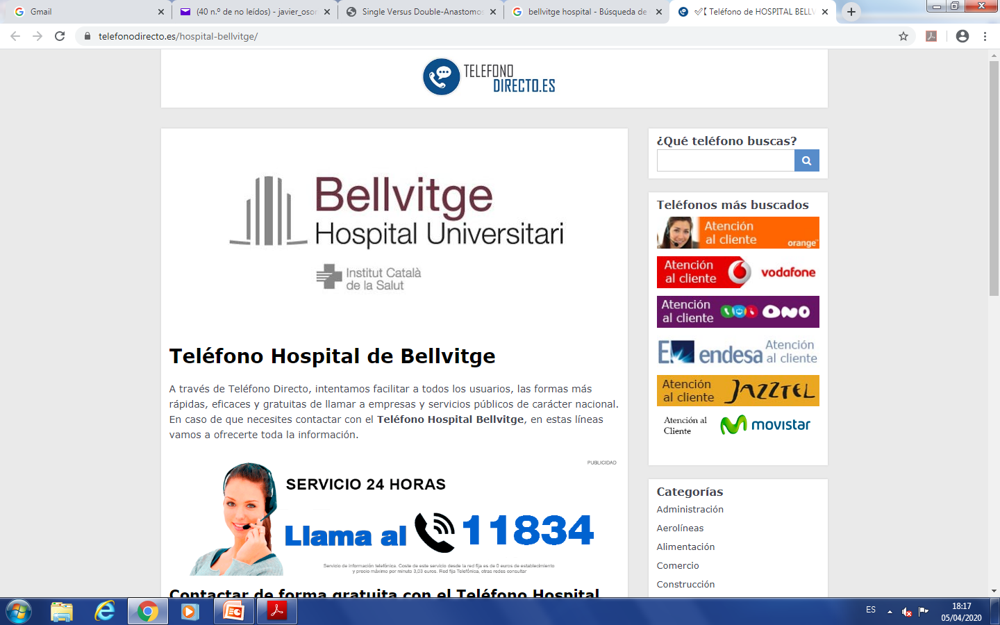 Gmail
(40 n.º de no leídos) - javier_osor
Single Versus Double-Anastomos
bellvitge hospital - Búsqueda de
Teléfono de HOSPITAL BELLV
telefonodirecto.es/hospital-bellvitge/
TELEFONO
DIRECTO.ES
Bellvitge
Hospital Universitari
Institut Català
de la Salut
Teléfono Hospital de Bellvitge
A través de Teléfono Directo, intentamos facilitar a todos los usuarios, las formas más
rápidas, eficaces y gratuitas de llamar a empresas y servicios públicos de carácter nacional.
En caso de que necesites contactar con el Teléfono Hospital Bellvitge, en estas líneas
vamos a ofrecerte toda la información.
PUBLICIDAD
SERVICIO 24 HORAS
Llama al 11834
Servicio de información telefónica. Coste de este servicio desde la red fija es de 0 euros de establecimiento
y precio máximo por minuto 3,03 euros. Red fija Telefónica, otras redes consultar
Contactar de forma gratuita con el Teléfono Hospital
¿Qué teléfono buscas?
Teléfonos más buscados
Atención
al cliente
orange
Atención
al cliente
vodafone
Atención
al cliente
ONO
endesa
Atención
al cliente
Atención
al cliente
JAZZTEL
Atención al
Cliente
movistar
Categorías
Administración
Aerolíneas
Alimentación
Comercio
Construcción
ES
18:17
05/04/2020